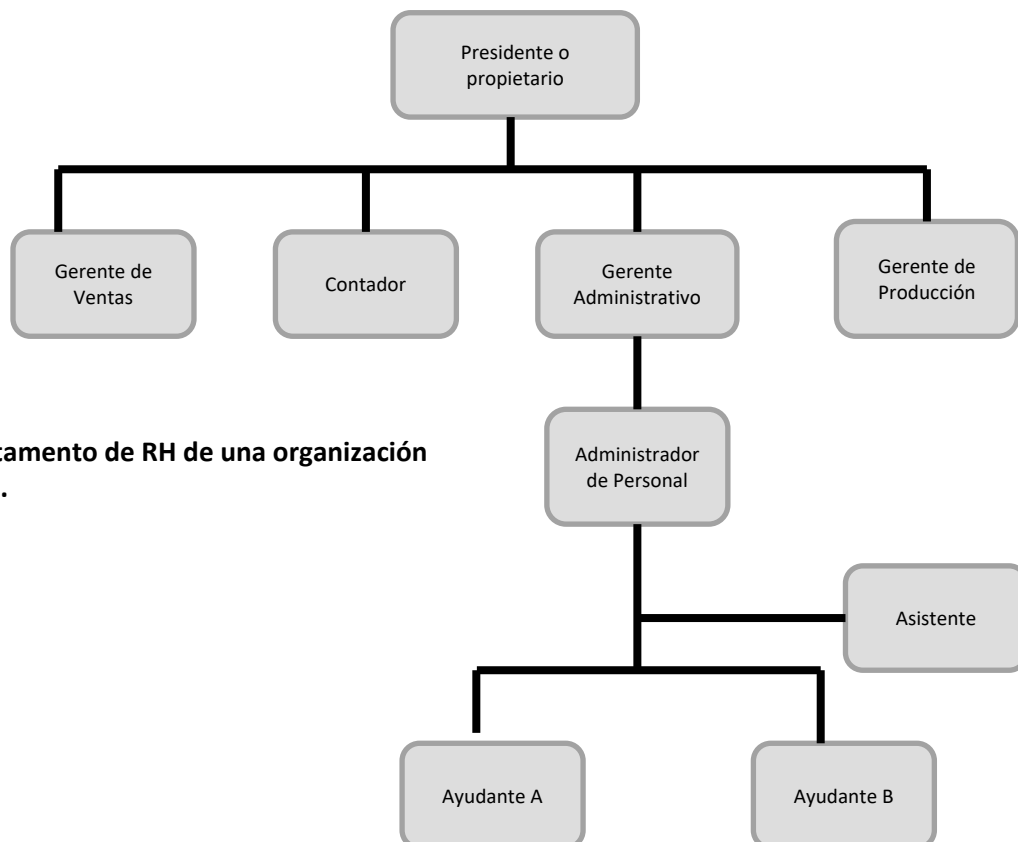 Presidente o
propietario
Gerente de
Ventas
Contador
Gerente
Administrativo
Gerente de
Producción
tamento de RH de una organización
.
Administrador
de Personal
Asistente
Ayudante A
Ayudante B